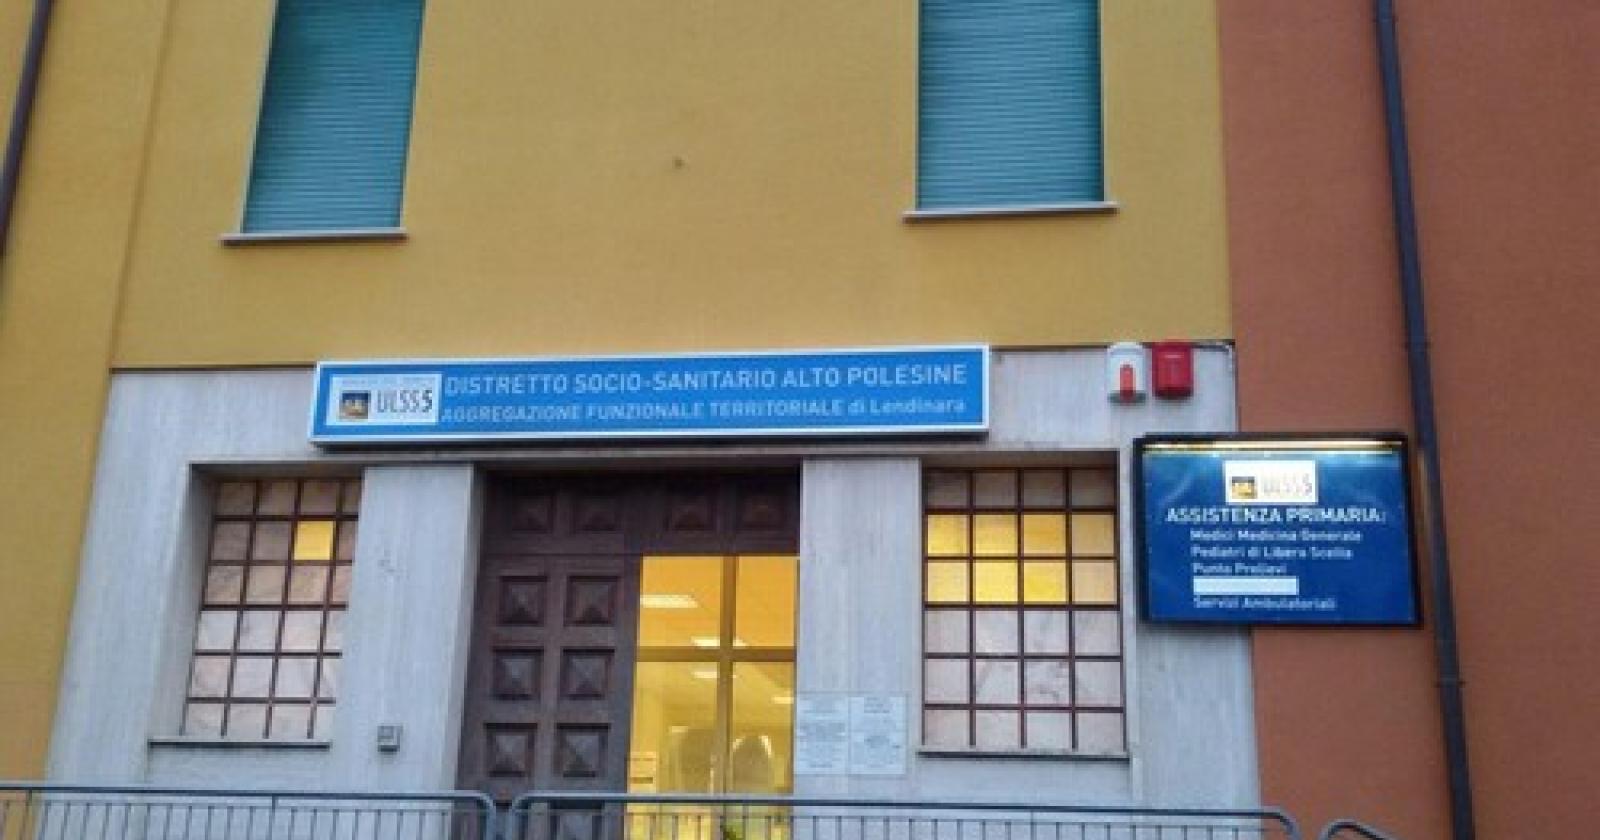 ULSS5
DISTRETTO SOCIO-SANITARIO ALTO POLESINE
AGGREGAZIONE FUNZIONALE TERRITORIALE di Lendinara
ULSS5
ASSISTENZA PRIMARIA:
Medici Medicina Generale
Pediatri di Libera Scelta
Punto Prelievi
Servizi Ambulatoriali